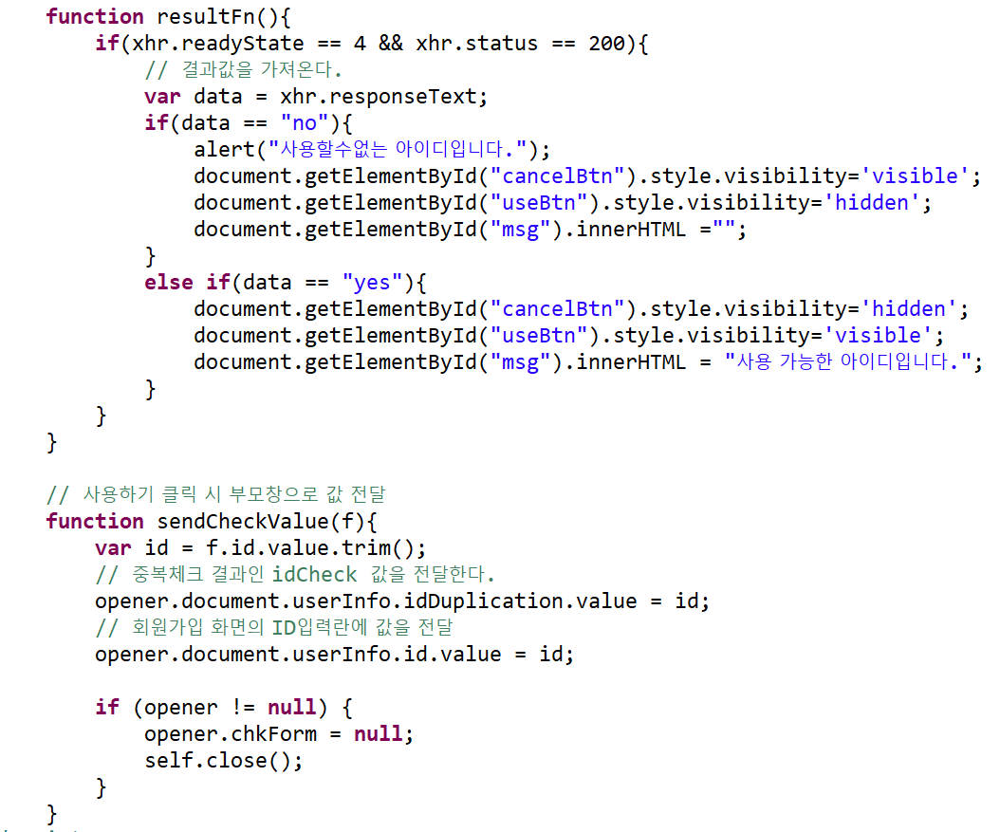 function resultFn(){
if(xhr.readyState == 4 && xhr.status == 200){
// 결과값을 가져온다.
var data = xhr.responseText;
if(data == "no"){
alert("사용할수없는 아이디입니다.");
document.getElementById("cancelBtn").style.visibility='visible';
document.getElementById("useBtn").style.visibility='hidden';
document.getElementById("msg").innerHTML ="";
}
else if(data == "yes"){
document.getElementById("cancelBtn").style.visibility='hidden';
document.getElementById("useBtn").style.visibility='visible';
document.getElementById("msg").innerHTML = "사용 가능한 아이디입니다.";
}
}
}
// 사용하기 클릭 시 부모창으로 값 전달
function sendCheckValue(f){
var id = f.id.value.trim();
// 중복체크 결과인 idCheck 값을 전달한다.
opener.document.userInfo.idDuplication.value = id;
// 회원가입 화면의 ID입력란에 값을 전달
opener.document.userInfo.id.value = id;
if (opener != null) {
opener.chkForm = null;
self.close();
}
}